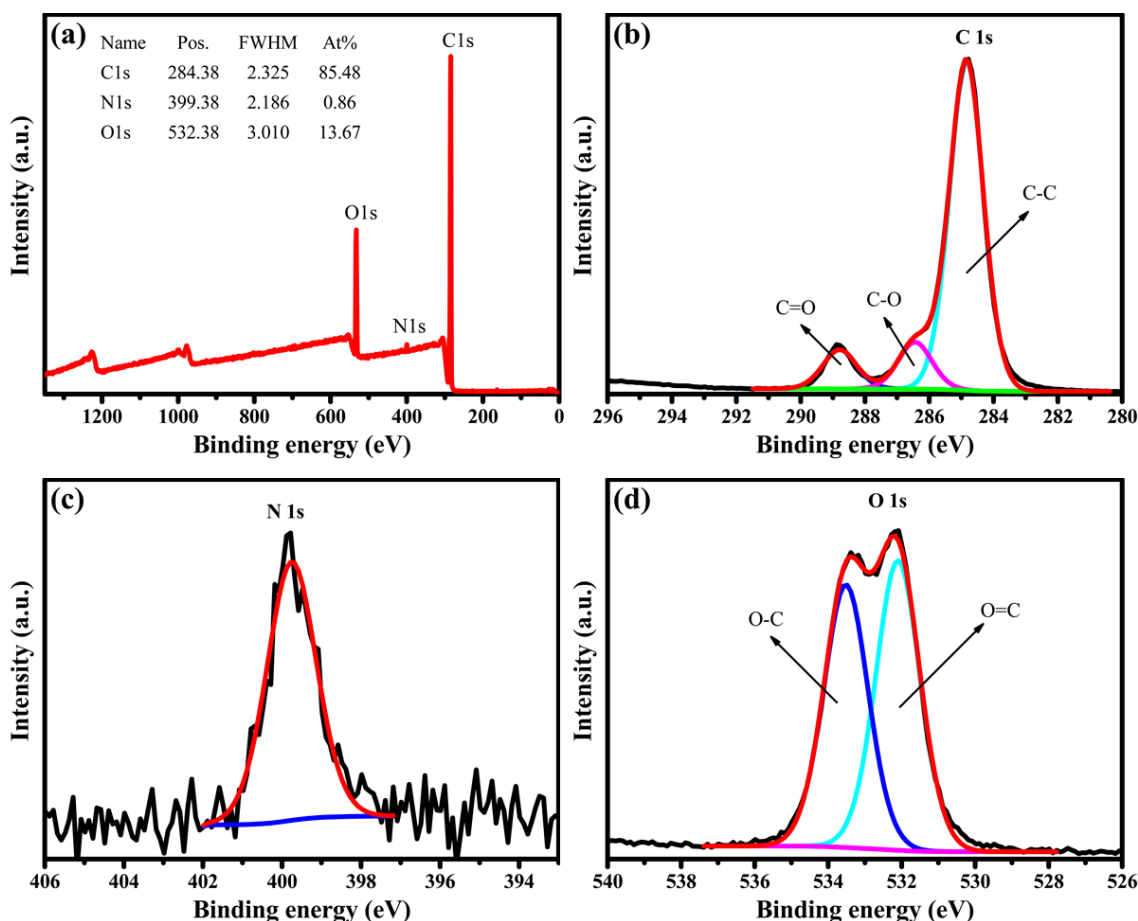 (a)
Name Pos. FWHM At%
C1s 284.38 2.325 85.48
N1s 399.38 2.186 0.86
O1s 532.38 3.010 13.67
C1s
O1s
N1s
Intensity (a.u.)
1200 1000 800 600 400 200 0
Binding energy (eV)
(b)
C 1s
C-C
C=O
C-O
Intensity (a.u.)
296 294 292 290 288 286 284 282 280
Binding energy (eV)
(c)
N 1s
Intensity (a.u.)
406 404 402 400 398 396 394
Binding energy (eV)
(d)
O 1s
O-C
O=C
Intensity (a.u.)
540 538 536 534 532 530 528 526
Binding energy (eV)